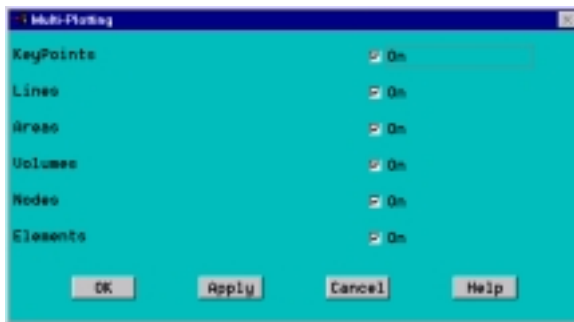 Multi-Plotting
KeyPoints On
Lines On
Areas On
Volumes On
Nodes On
Elements On
OK Apply Cancel Help